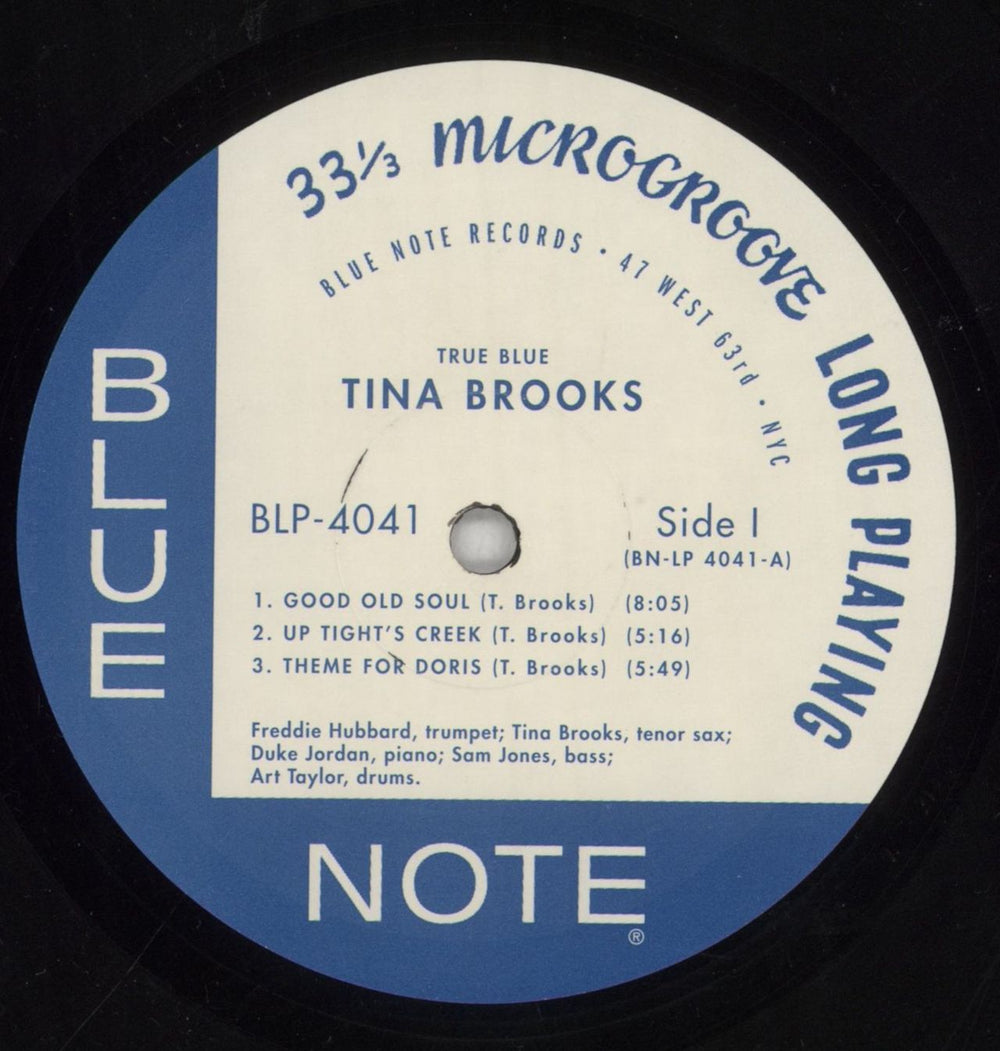 33⅓ MICROGROOVE LONG PLAYING
BLUE NOTE RECORDS · 47 WEST 63rd · NYC
TRUE BLUE
TINA BROOKS
BLP-4041
Side 1
(BN-LP 4041-A)
1. GOOD OLD SOUL (T. Brooks) (8:05)
2. UP TIGHT'S CREEK (T. Brooks) (5:16)
3. THEME FOR DORIS (T. Brooks) (5:49)
Freddie Hubbard, trumpet; Tina Brooks, tenor sax;
Duke Jordan, piano; Sam Jones, bass;
Art Taylor, drums.
BLUE
NOTE®